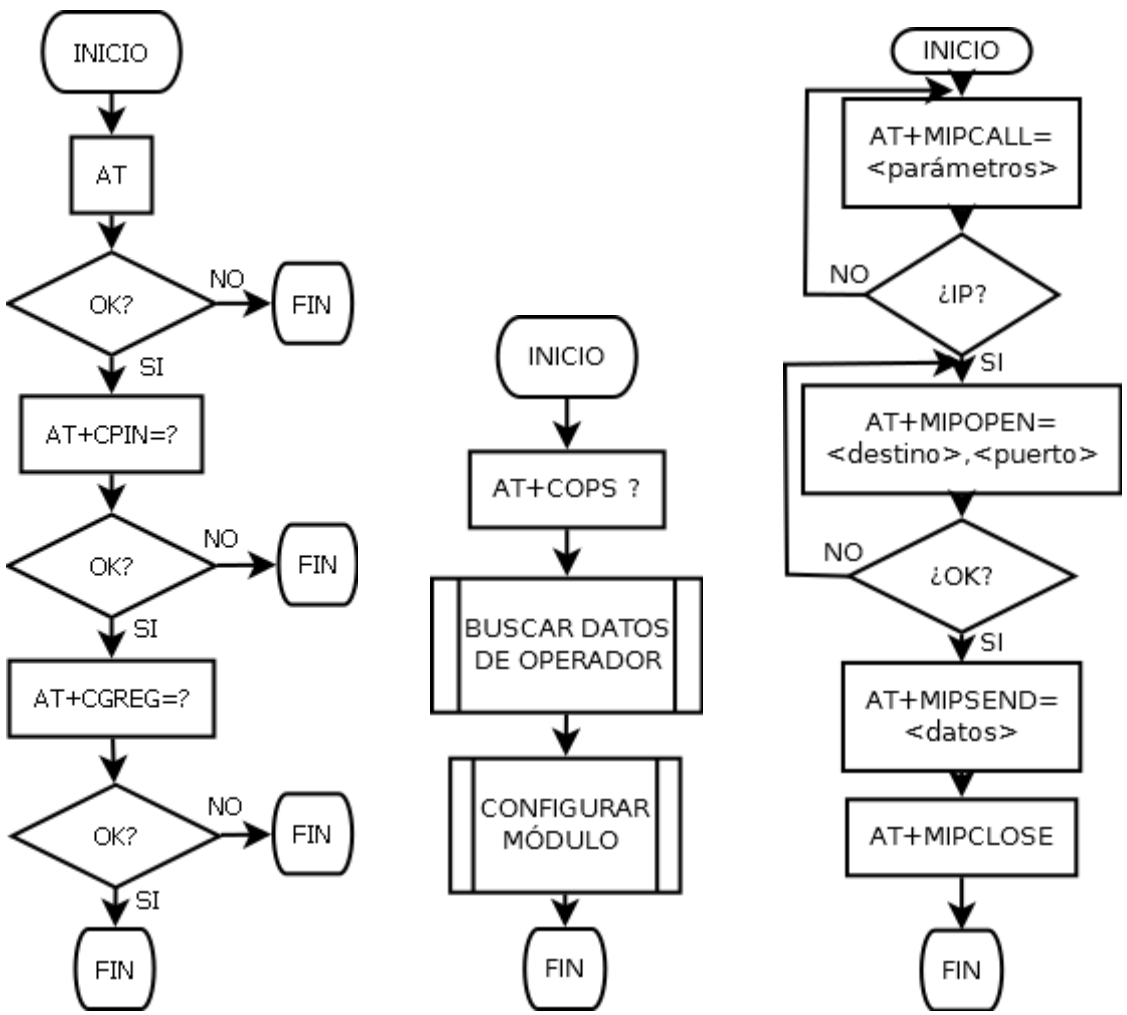 INICIO
AT
OK?
NO
FIN
SI
AT+CPIN=?
OK?
NO
FIN
SI
AT+CGREG=?
OK?
NO
FIN
SI
FIN
INICIO
AT+COPS ?
BUSCAR DATOS
DE OPERADOR
CONFIGURAR
MÓDULO
FIN
INICIO
AT+MIPCALL=
<parámetros>
NO
¿IP?
SI
AT+MIPOPEN=
<destino>,<puerto>
NO
¿OK?
SI
AT+MIPSEND=
<datos>
AT+MIPCLOSE
FIN